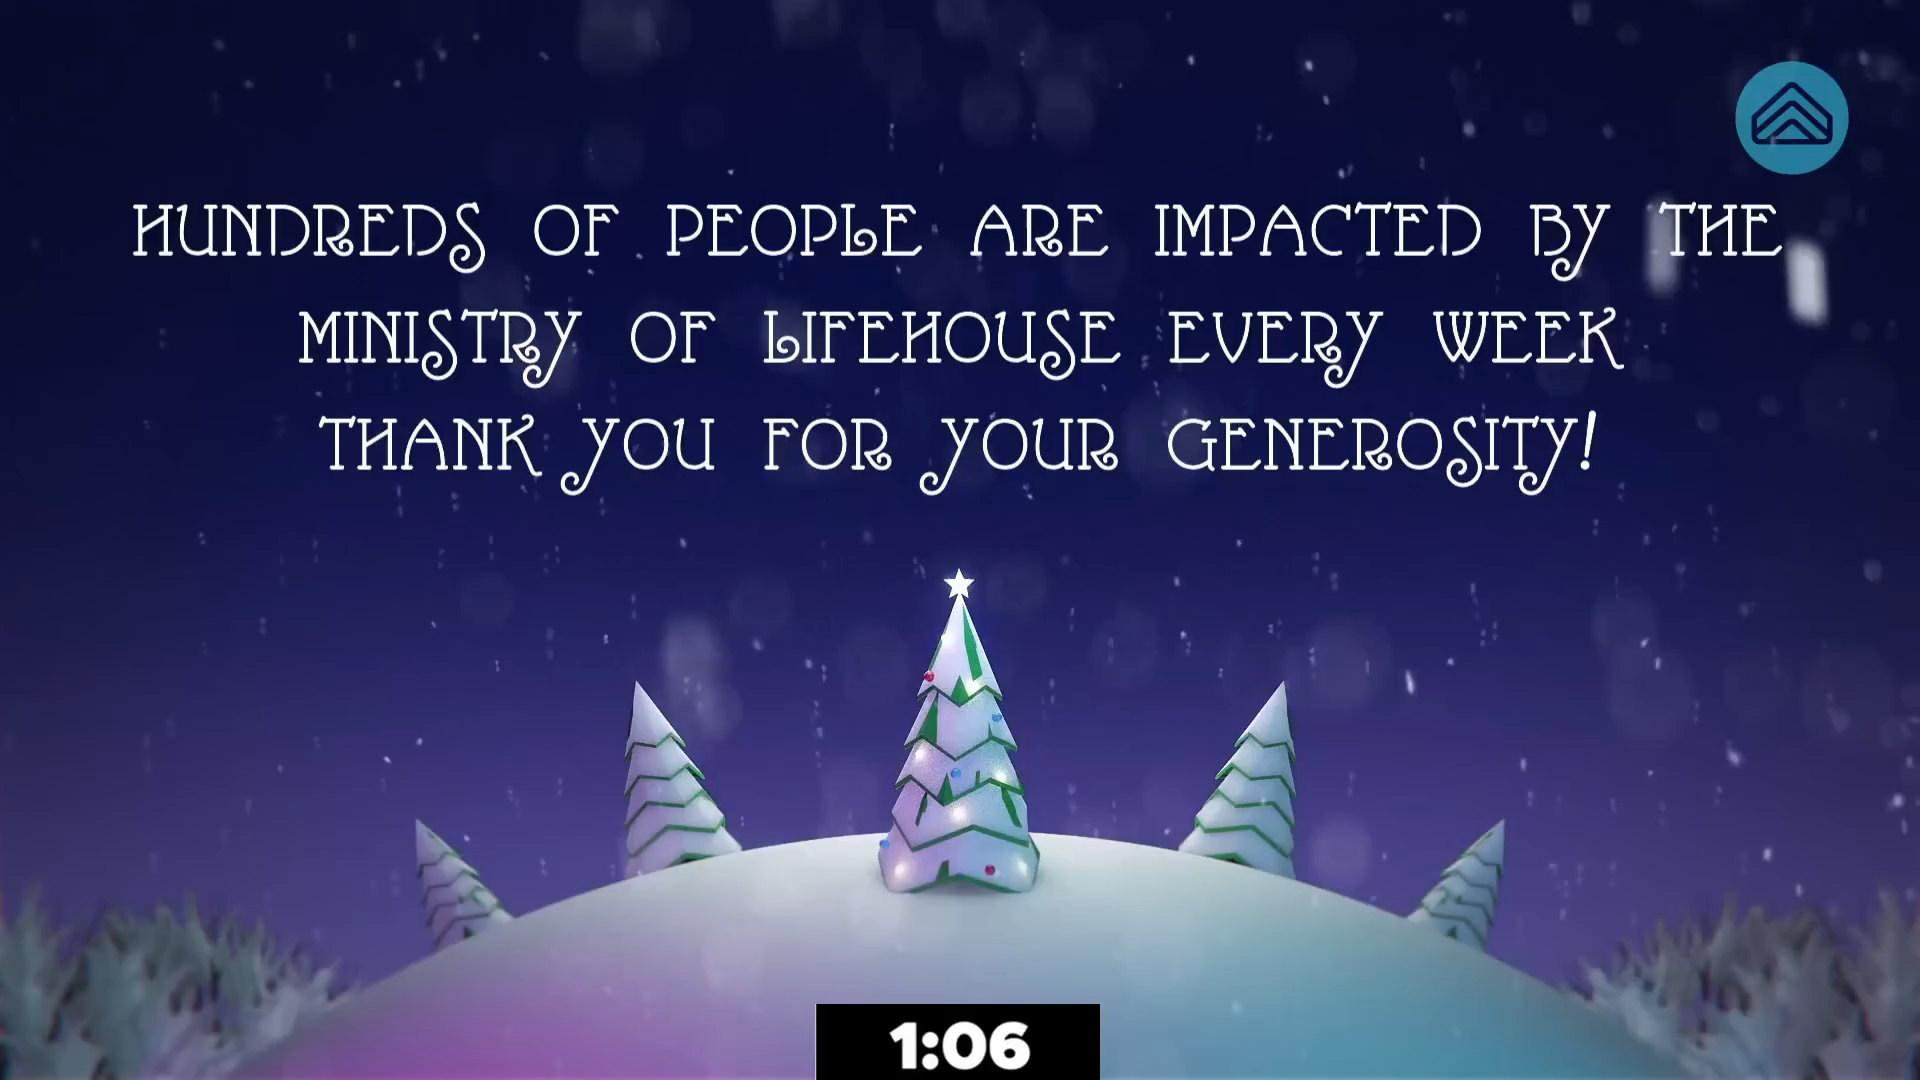 HUNDREDS OF PEOPLE ARE IMPACTED BY THE
MINISTRY OF LIFEHOUSE EVERY WEEK
THANK YOU FOR YOUR GENEROSITY!
1:06